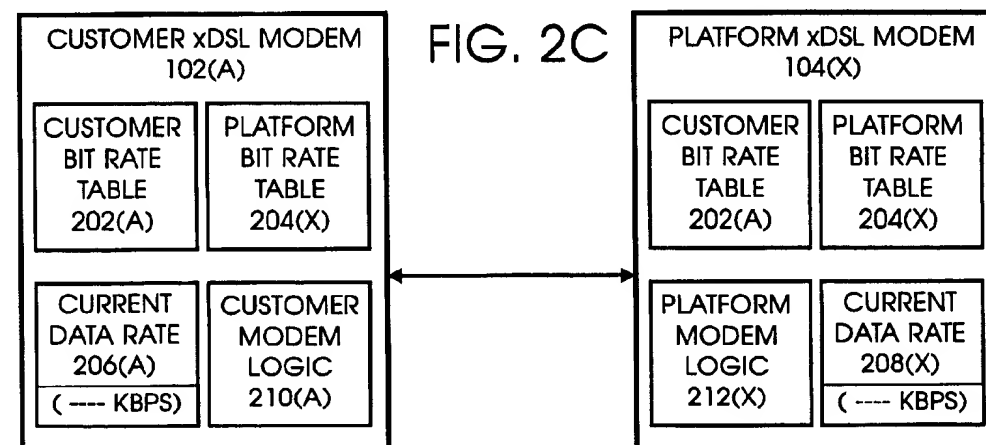 FIG. 2C
CUSTOMER xDSL MODEM
102(A)
CUSTOMER
BIT RATE
TABLE
202(A)
PLATFORM
BIT RATE
TABLE
204(X)
CURRENT
DATA RATE
206(A)
( ---- KBPS)
CUSTOMER
MODEM
LOGIC
210(A)
PLATFORM xDSL MODEM
104(X)
CUSTOMER
BIT RATE
TABLE
202(A)
PLATFORM
BIT RATE
TABLE
204(X)
PLATFORM
MODEM
LOGIC
212(X)
CURRENT
DATA RATE
208(X)
( ---- KBPS)